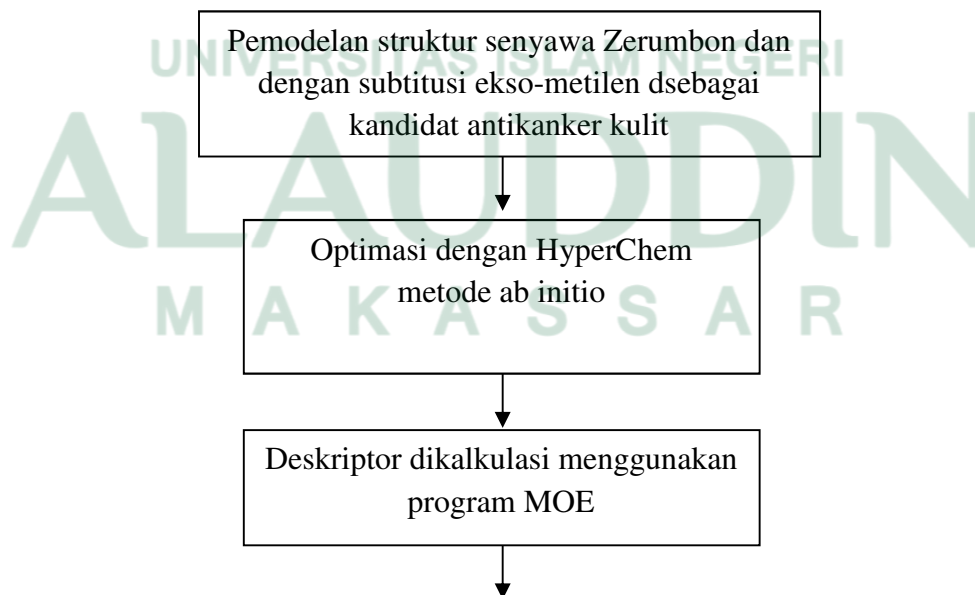 Pemodelan struktur senyawa Zerumbon dan
UNIVERSITAS ISLAM NEGERI
dengan subtitusi ekso-metilen dsebagai
kandidat antikanker kulit
ALAUDDIN
Optimasi dengan HyperChem
metode ab initio
MAKASSAR
Deskriptor dikalkulasi menggunakan
program MOE